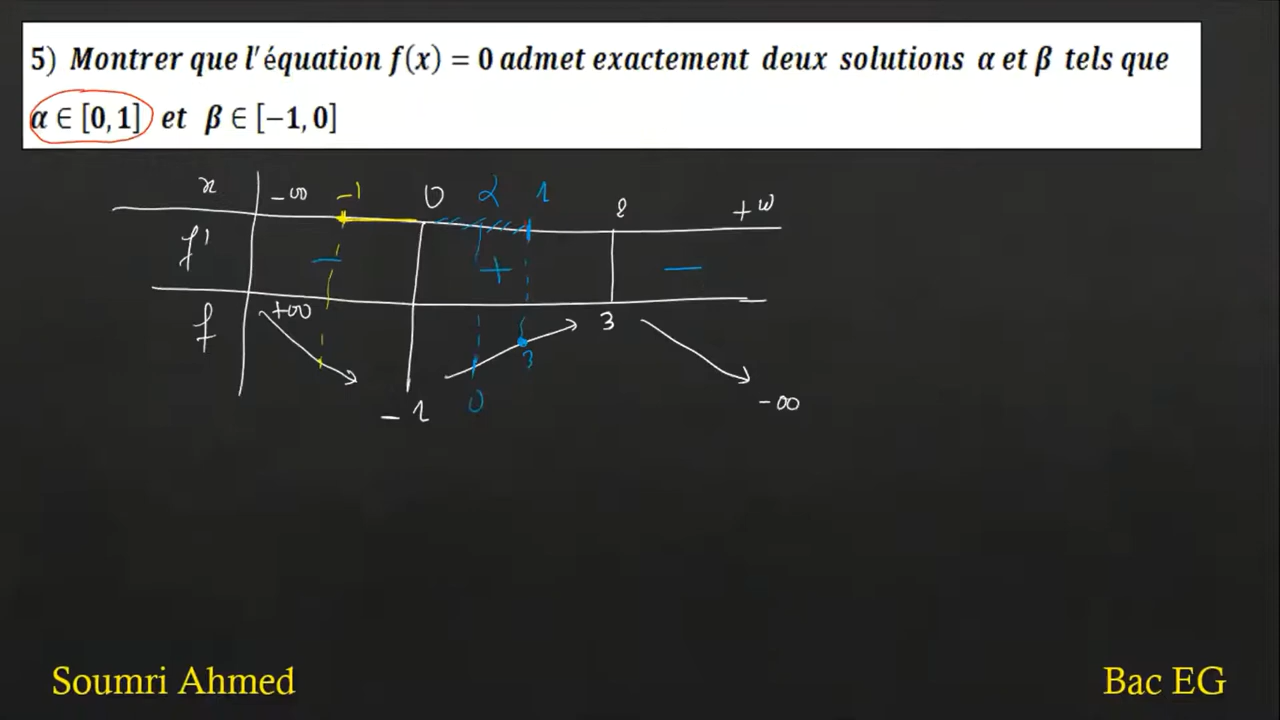 5) Montrer que l'équation f(x) = 0 admet exactement deux solutions α et β tels que
α ∈ [0, 1] et β ∈ [-1, 0]
x -∞ -1 0 α 1 2 +∞
f' - + -
f +∞ 3 3
-1 0 -∞
Soumri Ahmed
Bac EG